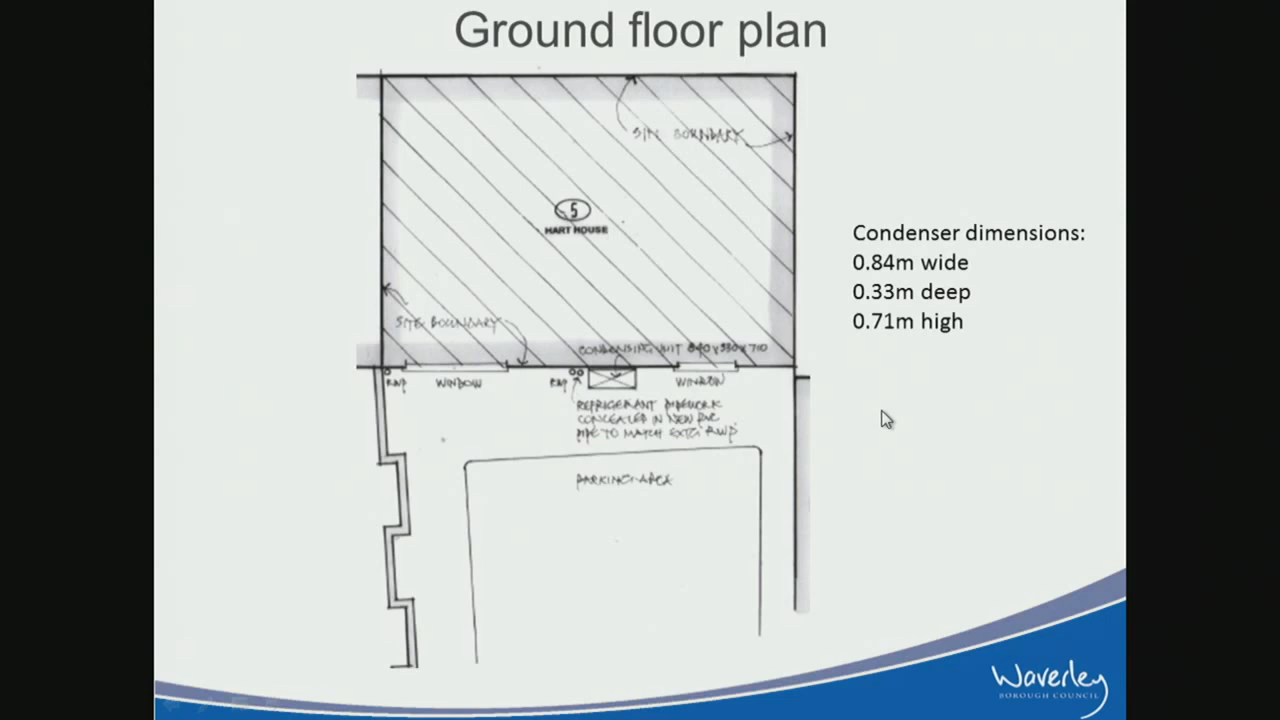 Ground floor plan
SITE BOUNDARY
5
HART HOUSE
Condenser dimensions:
0.84m wide
0.33m deep
0.71m high
SITE BOUNDARY
CONDENSING UNIT 840 x 330 x 710
RWP
WINDOW
RWP
WINDOW
REFRIGERANT PIPEWORK
CONCEALED IN NEW PVC
PIPE TO MATCH EXTG RWP
PARKING AREA
Waverley
BOROUGH COUNCIL